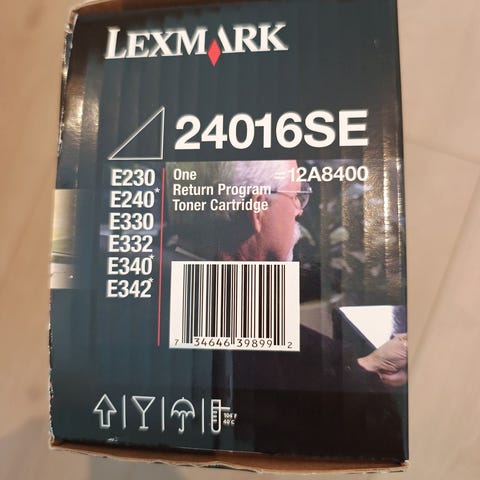 LEXMARK
24016SE
=12A8400
E230
E240*
E330
E332
E340*
E342*
One
Return Program
Toner Cartridge
7 34646 39899 2
104°F
40°C